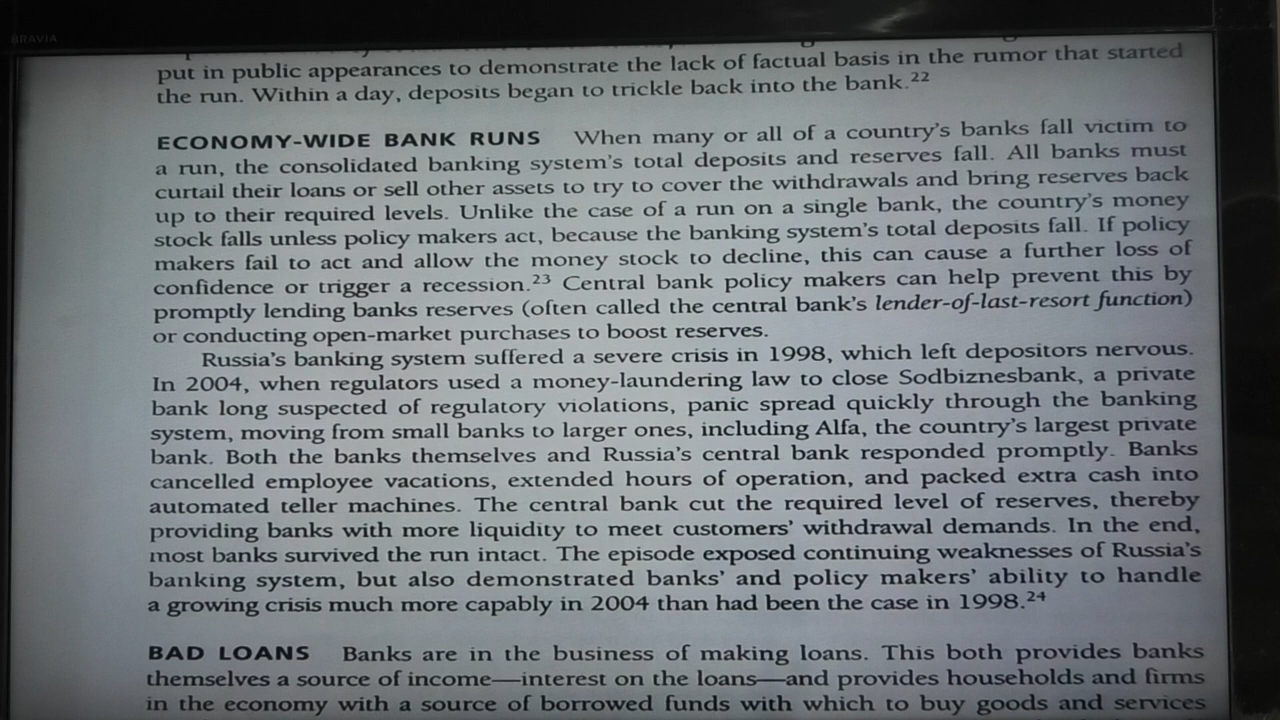 BRAVIA
put in public appearances to demonstrate the lack of factual basis in the rumor that started
the run. Within a day, deposits began to trickle back into the bank.22
ECONOMY-WIDE BANK RUNS When many or all of a country's banks fall victim to
a run, the consolidated banking system's total deposits and reserves fall. All banks must
curtail their loans or sell other assets to try to cover the withdrawals and bring reserves back
up to their required levels. Unlike the case of a run on a single bank, the country's money
stock falls unless policy makers act, because the banking system's total deposits fall. If policy
makers fail to act and allow the money stock to decline, this can cause a further loss of
confidence or trigger a recession.23 Central bank policy makers can help prevent this by
promptly lending banks reserves (often called the central bank's lender-of-last-resort function)
or conducting open-market purchases to boost reserves.
Russia's banking system suffered a severe crisis in 1998, which left depositors nervous.
In 2004, when regulators used a money-laundering law to close Sodbiznesbank, a private
bank long suspected of regulatory violations, panic spread quickly through the banking
system, moving from small banks to larger ones, including Alfa, the country's largest private
bank. Both the banks themselves and Russia's central bank responded promptly. Banks
cancelled employee vacations, extended hours of operation, and packed extra cash into
automated teller machines. The central bank cut the required level of reserves, thereby
providing banks with more liquidity to meet customers' withdrawal demands. In the end,
most banks survived the run intact. The episode exposed continuing weaknesses of Russia's
banking system, but also demonstrated banks' and policy makers' ability to handle
a growing crisis much more capably in 2004 than had been the case in 1998.24
BAD LOANS Banks are in the business of making loans. This both provides banks
themselves a source of income—interest on the loans—and provides households and firms
in the economy with a source of borrowed funds with which to buy goods and services